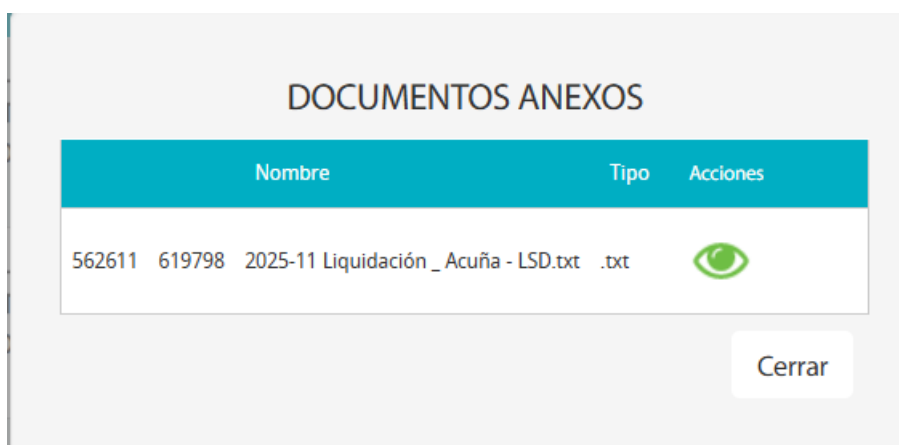 DOCUMENTOS ANEXOS
Nombre Tipo Acciones
562611 619798 2025-11 Liquidación _ Acuña - LSD.txt .txt
Cerrar